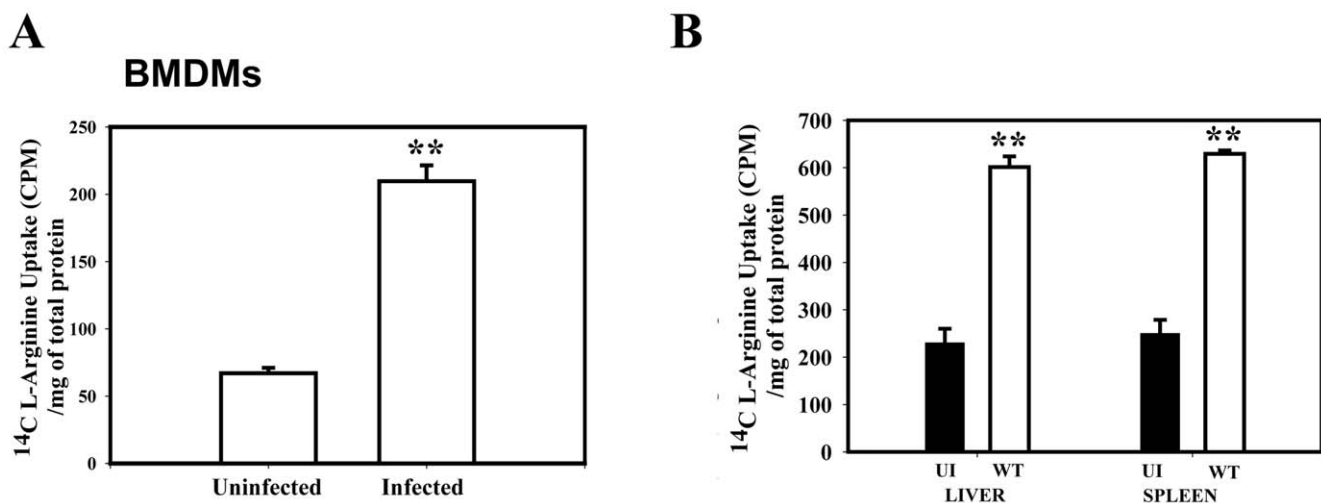 A
BMDMs
14C L-Arginine Uptake (CPM)
/mg of total protein
250
200
150
100
50
0
**
Uninfected Infected
B
14C L-Arginine Uptake (CPM)
/mg of total protein
700
600
500
400
300
200
100
0
** **
UI WT UI WT
LIVER SPLEEN